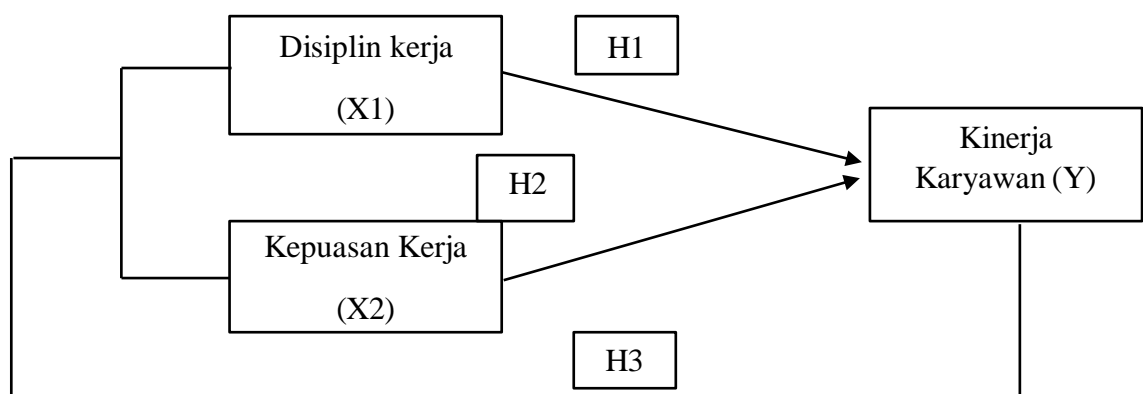 Disiplin kerja
(X1)
H1
Kinerja
Karyawan (Y)
H2
Kepuasan Kerja
(X2)
H3